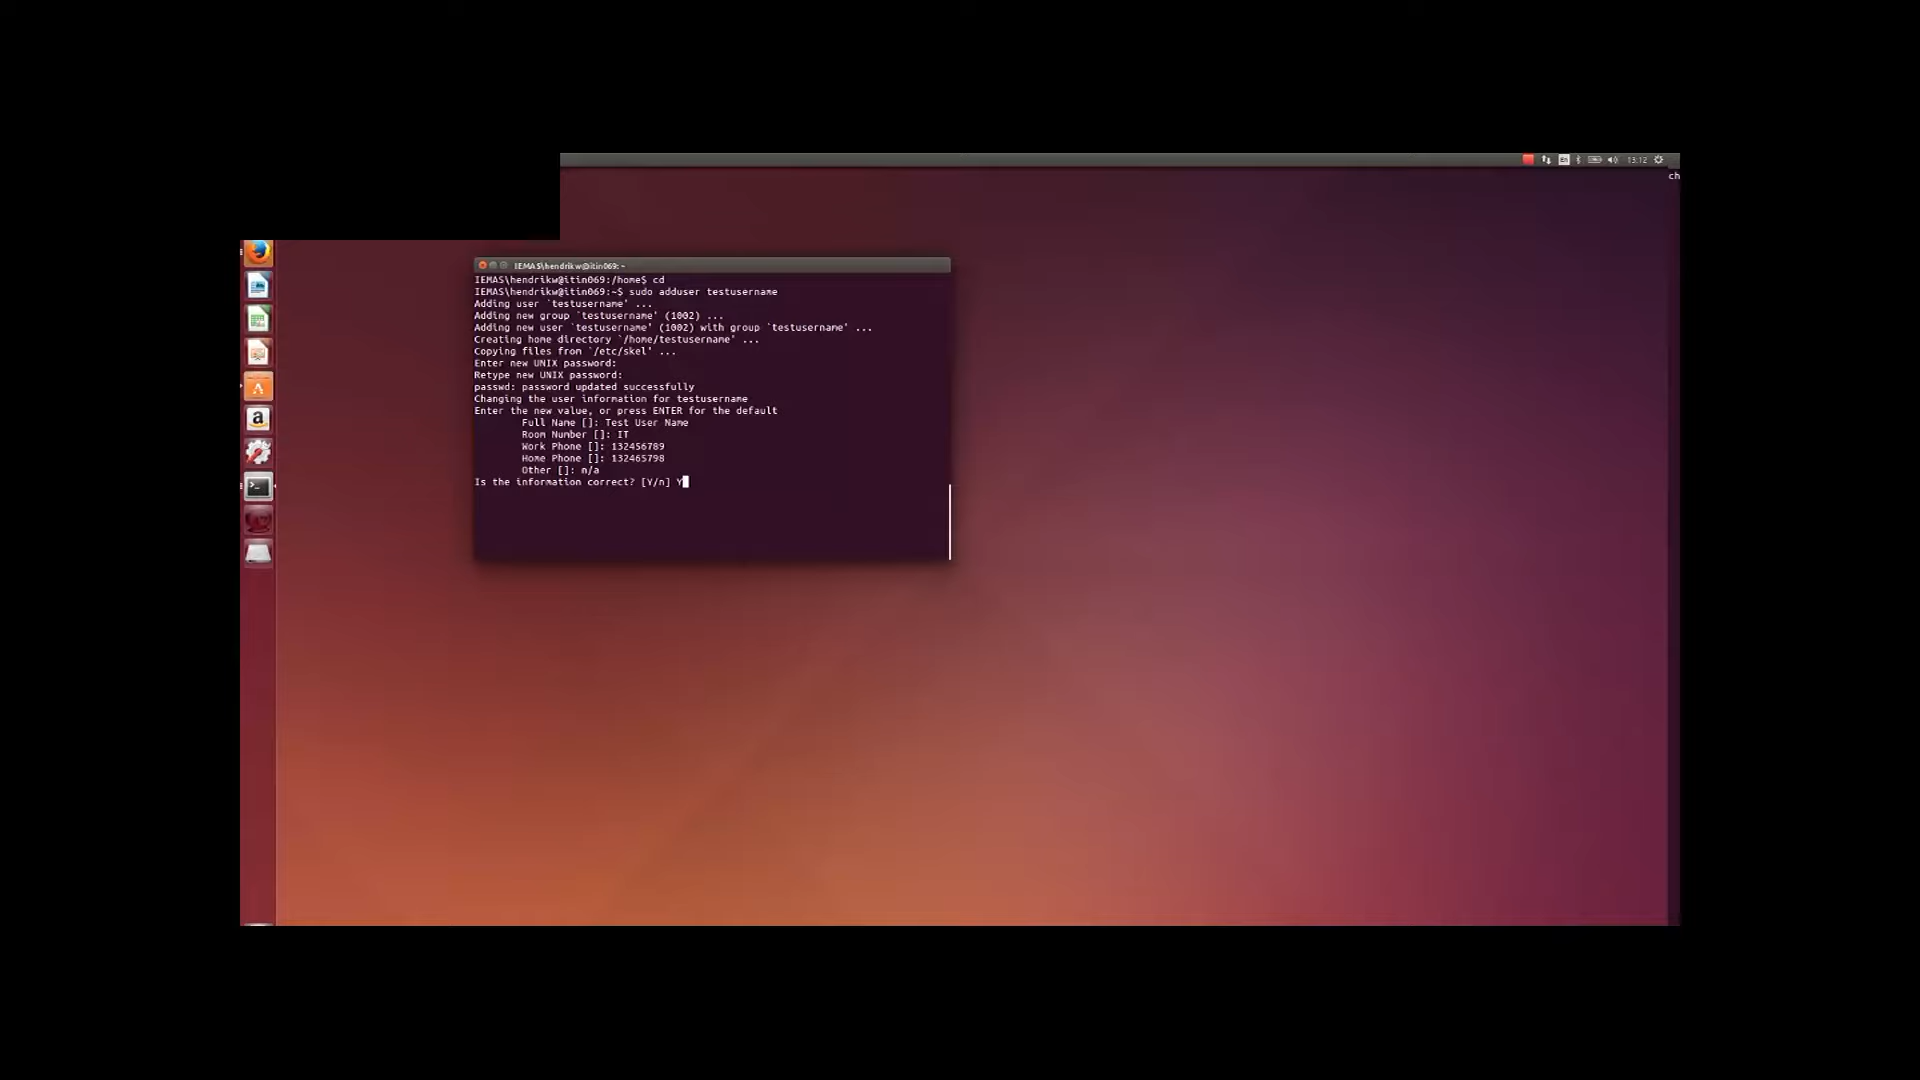 En 13:12
ch
IEMAS\hendrikw@itin069: ~
IEMAS\hendrikw@itin069:/home$ cd
IEMAS\hendrikw@itin069:~$ sudo adduser testusername
Adding user `testusername' ...
Adding new group `testusername' (1002) ...
Adding new user `testusername' (1002) with group `testusername' ...
Creating home directory `/home/testusername' ...
Copying files from `/etc/skel' ...
Enter new UNIX password:
Retype new UNIX password:
passwd: password updated successfully
Changing the user information for testusername
Enter the new value, or press ENTER for the default
Full Name []: Test User Name
Room Number []: IT
Work Phone []: 132456789
Home Phone []: 132465798
Other []: n/a
Is the information correct? [Y/n] Y